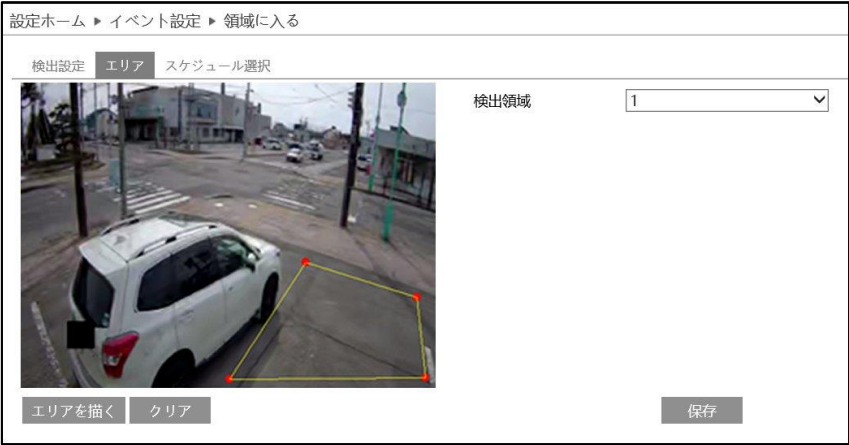 設定ホーム ▶ イベント設定 ▶ 領域に入る
検出設定 エリア スケジュール選択
検出領域 1
エリアを描く クリア 保存